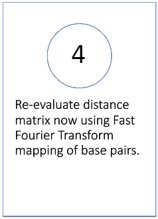 4
Re-evaluate distance
matrix now using Fast
Fourier Transform
mapping of base pairs.